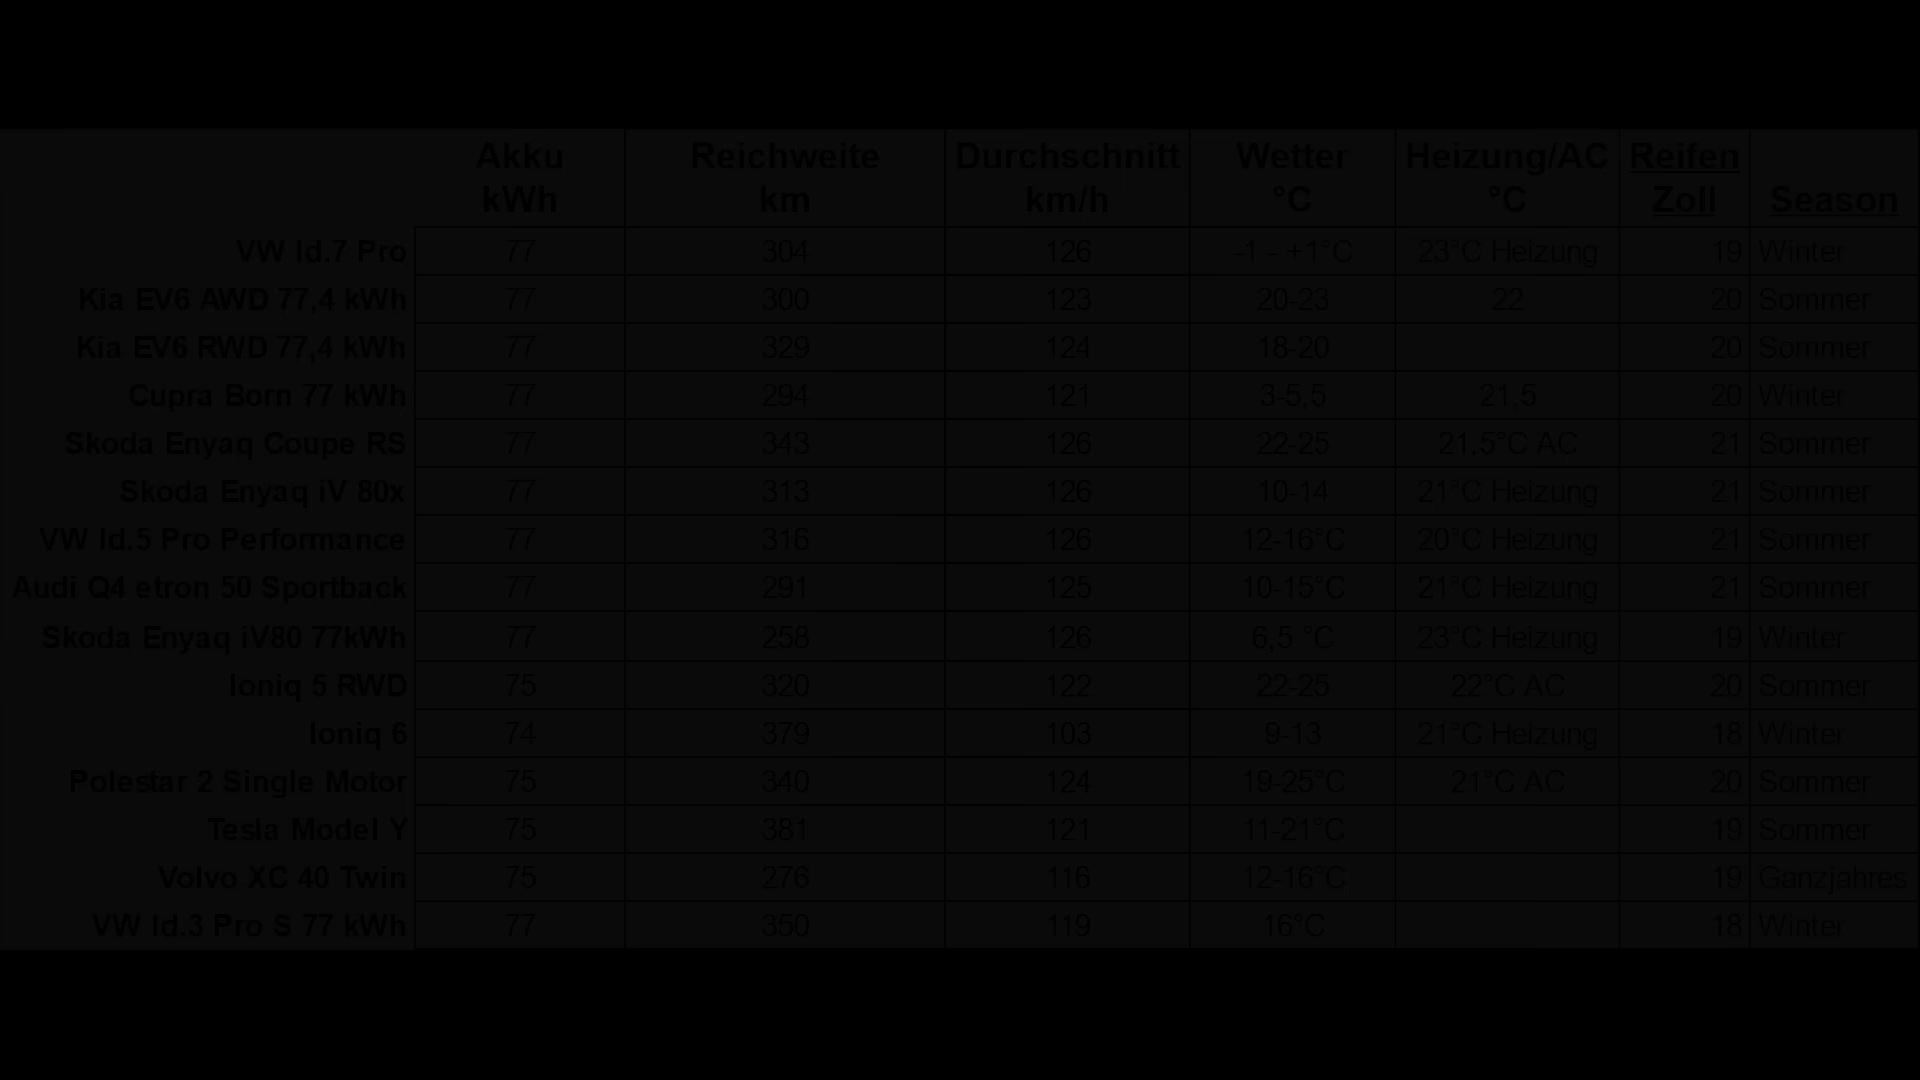 Akku Reichweite Durchschnitt Wetter Heizung/AC Reifen
kWh km km/h °C °C Zoll Season
VW Id.7 Pro 77 304 126 -1 - +1°C 23°C Heizung 19 Winter
Kia EV6 AWD 77,4 kWh 77 300 123 20-23 22 20 Sommer
Kia EV6 RWD 77,4 kWh 77 329 124 18-20 20 Sommer
Cupra Born 77 kWh 77 294 121 3-5,5 21,5 20 Winter
Skoda Enyaq Coupe RS 77 343 126 22-25 21,5°C AC 21 Sommer
Skoda Enyaq iV 80x 77 313 126 10-14 21°C Heizung 21 Sommer
VW Id.5 Pro Performance 77 316 126 12-16°C 20°C Heizung 21 Sommer
Audi Q4 etron 50 Sportback 77 291 125 10-15°C 21°C Heizung 21 Sommer
Skoda Enyaq iV80 77kWh 77 258 126 6,5 °C 23°C Heizung 19 Winter
Ioniq 5 RWD 75 320 122 22-25 22°C AC 20 Sommer
Ioniq 6 74 379 103 9-13 21°C Heizung 18 Winter
Polestar 2 Single Motor 75 340 124 19-25°C 21°C AC 20 Sommer
Tesla Model Y 75 381 121 11-21°C 19 Sommer
Volvo XC 40 Twin 75 276 116 12-16°C 19 Ganzjahres
VW Id.3 Pro S 77 kWh 77 350 119 16°C 18 Winter